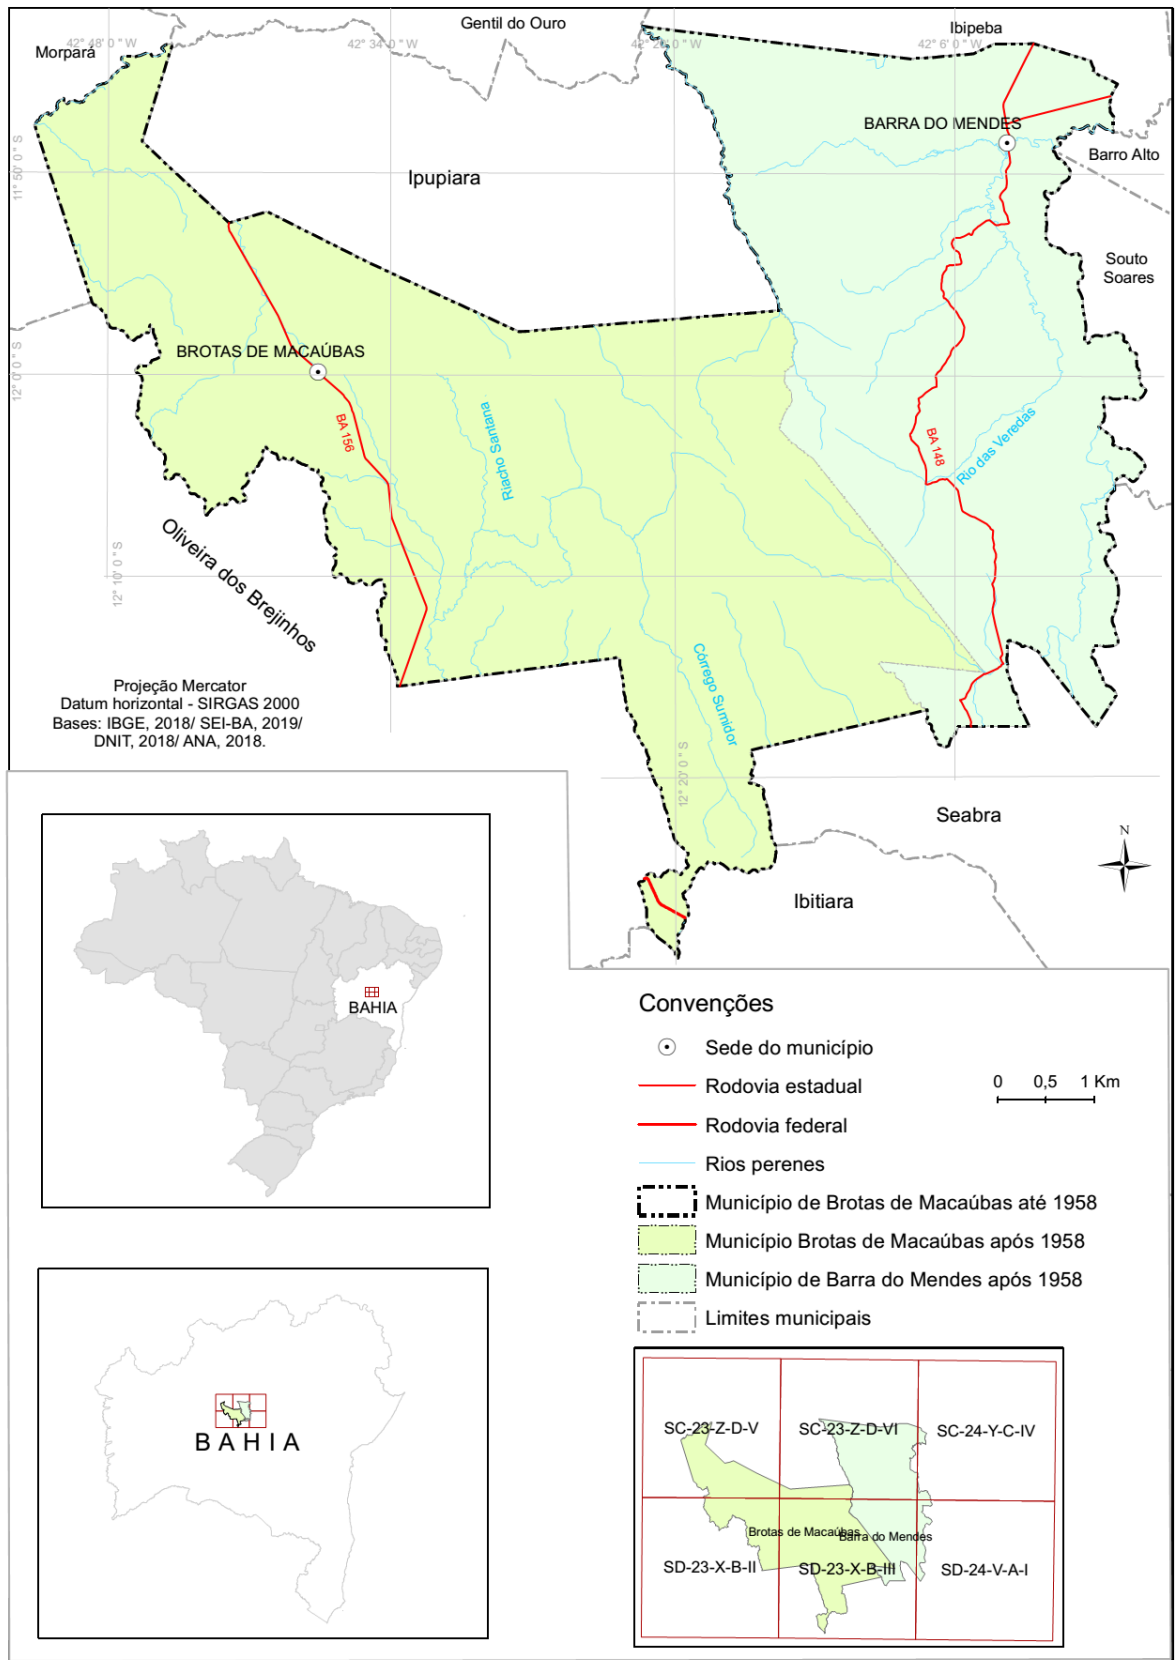 Gentil do Ouro
Ibipeba
Morpará
42° 48' 0 " W
42° 34' 0 " W
42° 20' 0 " W
42° 6' 0 " W
BARRA DO MENDES
Barro Alto
11° 50' 0 " S
Ipupiara
Souto
Soares
BROTAS DE MACAÚBAS
12° 0' 0 " S
BA 156
Riacho Santana
BA 148
Rio das Veredas
Oliveira dos Brejinhos
12° 10' 0 " S
Córrego Sumidor
Projeção Mercator
Datum horizontal - SIRGAS 2000
Bases: IBGE, 2018/ SEI-BA, 2019/
DNIT, 2018/ ANA, 2018.
12° 20' 0 " S
Seabra
N
Ibitiara
BAHIA
Convenções
Sede do município
Rodovia estadual
0 0,5 1 Km
Rodovia federal
Rios perenes
Município de Brotas de Macaúbas até 1958
Município Brotas de Macaúbas após 1958
Município de Barra do Mendes após 1958
Limites municipais
BAHIA
SC-23-Z-D-V
SC-23-Z-D-VI
SC-24-Y-C-IV
Brotas de Macaúbas
Barra do Mendes
SD-23-X-B-II
SD-23-X-B-III
SD-24-V-A-I